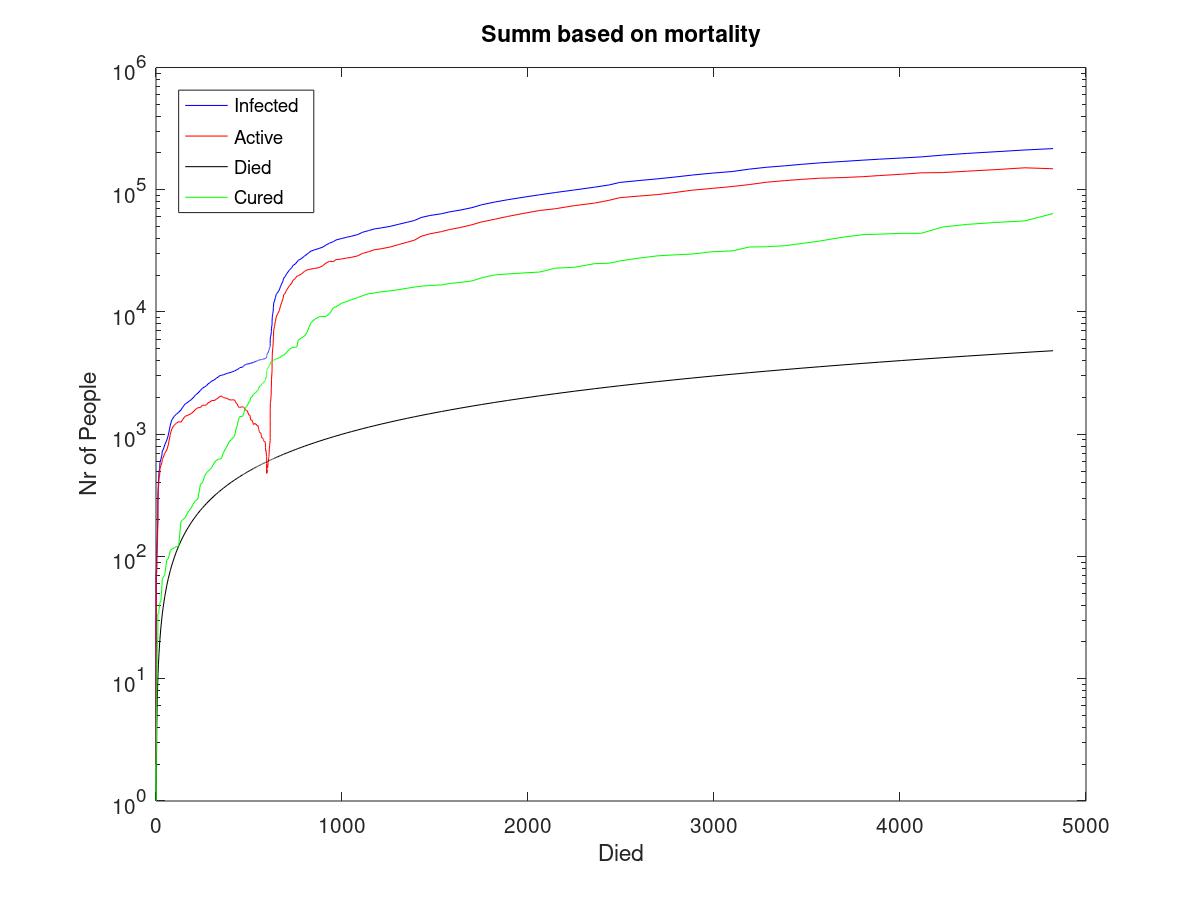 Summ based on mortality
10^6
10^5
10^4
10^3
10^2
10^1
10^0
Infected
Active
Died
Cured
Nr of People
0 1000 2000 3000 4000 5000
Died